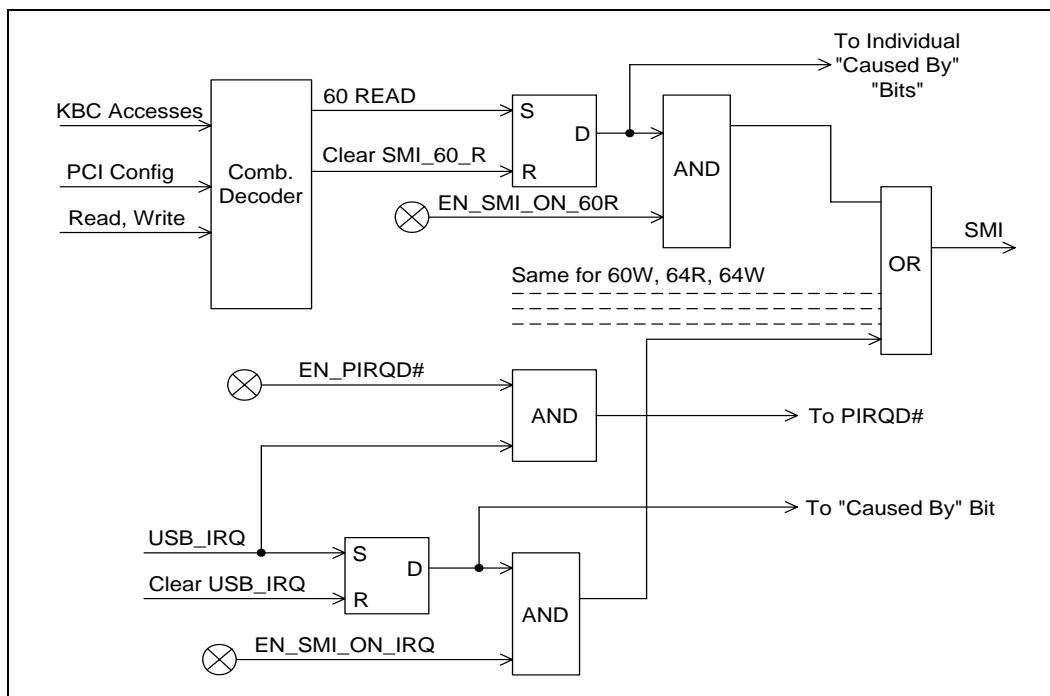 To Individual
"Caused By"
"Bits"
KBC Accesses
60 READ
S
D
PCI Config
Comb.
Decoder
Clear SMI_60_R
R
AND
Read, Write
EN_SMI_ON_60R
SMI
OR
Same for 60W, 64R, 64W
EN_PIRQD#
AND
To PIRQD#
To "Caused By" Bit
USB_IRQ
S
D
Clear USB_IRQ
R
AND
EN_SMI_ON_IRQ